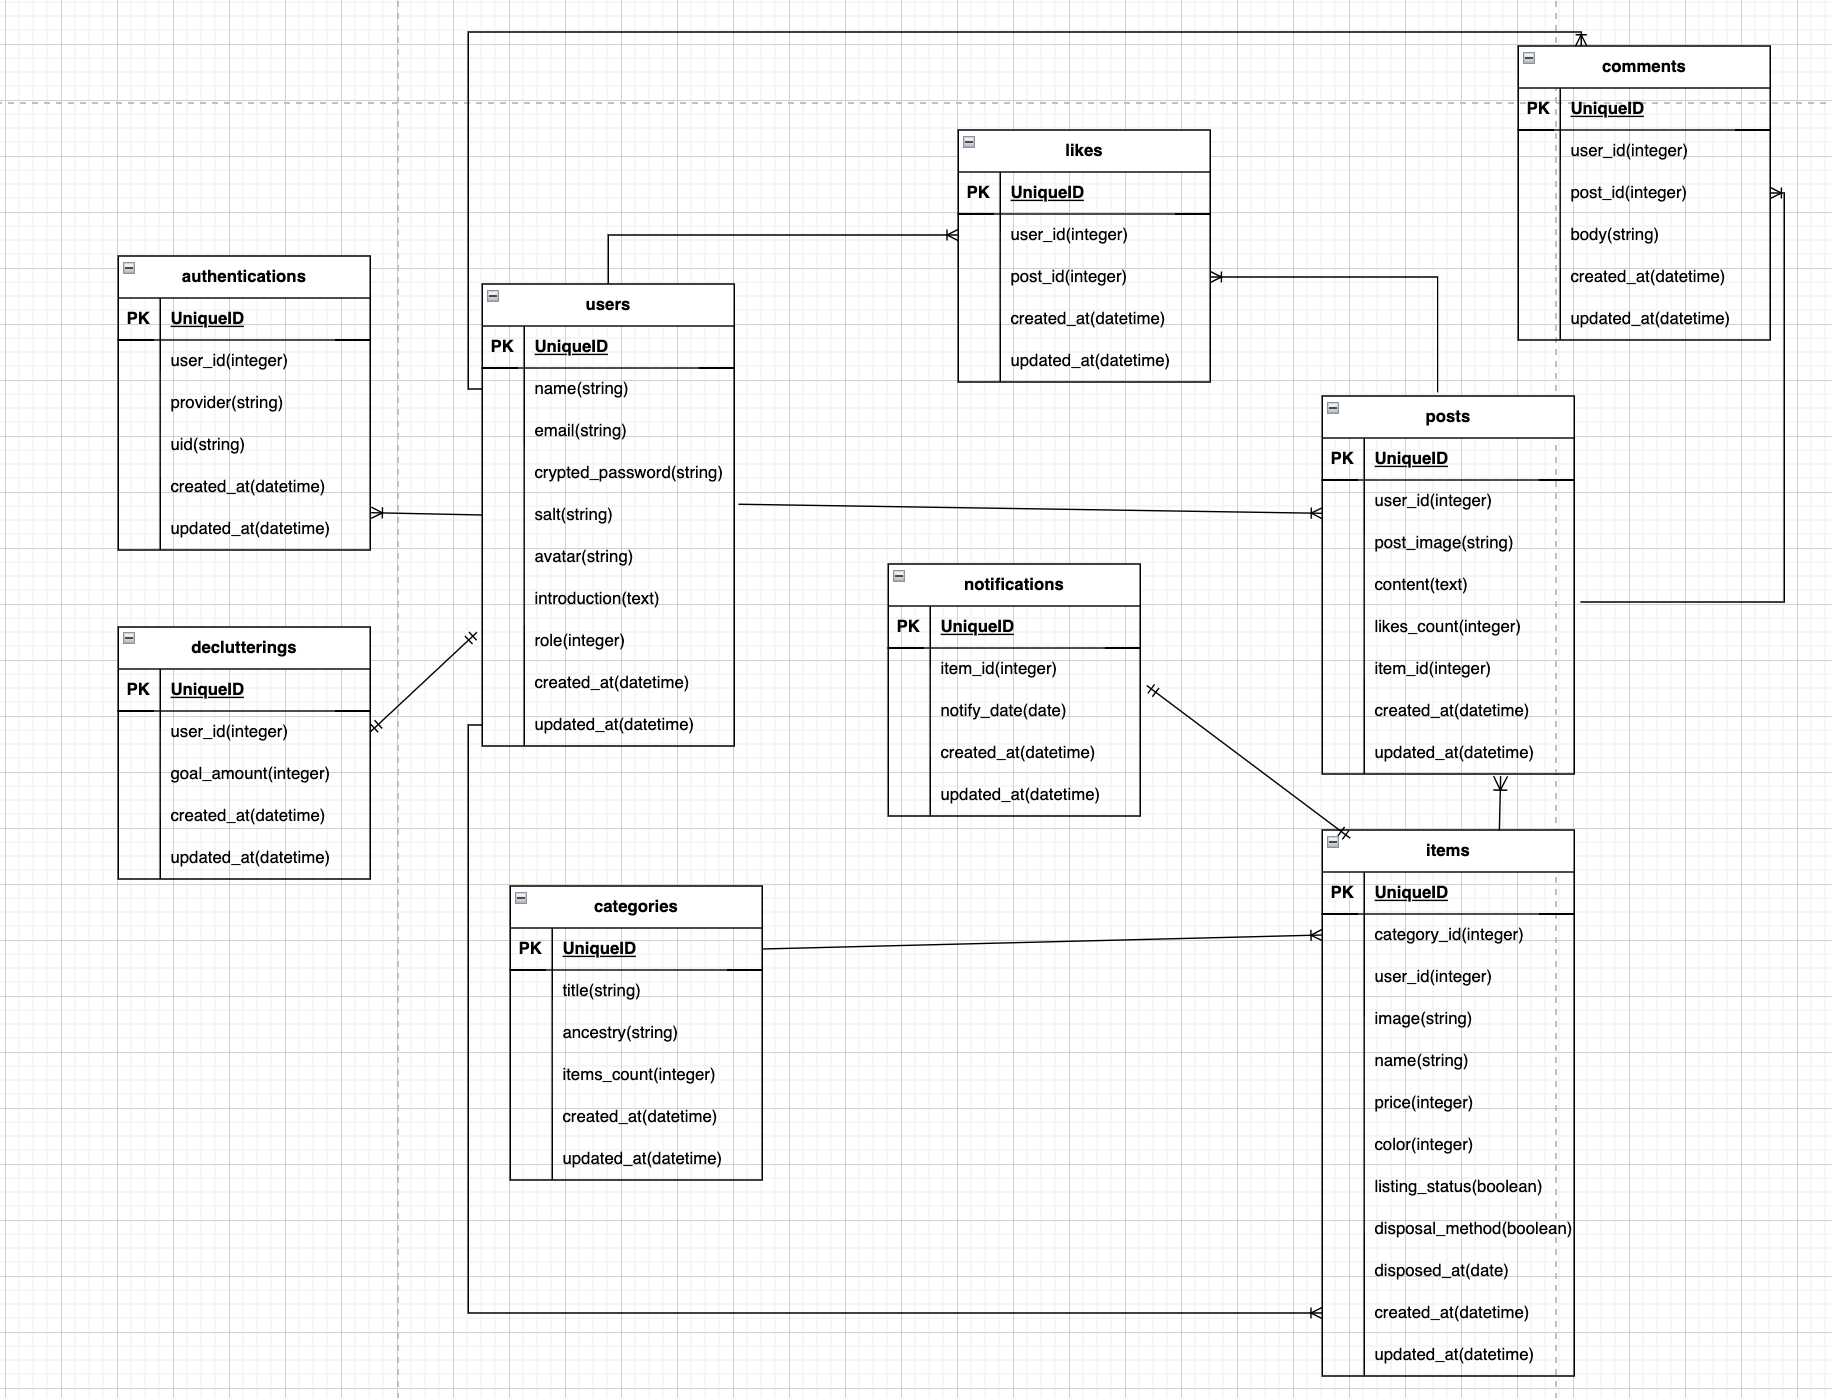 comments
PK UniqueID
user_id(integer)
post_id(integer)
body(string)
created_at(datetime)
updated_at(datetime)
likes
PK UniqueID
user_id(integer)
post_id(integer)
created_at(datetime)
updated_at(datetime)
authentications
PK UniqueID
user_id(integer)
provider(string)
uid(string)
created_at(datetime)
updated_at(datetime)
users
PK UniqueID
name(string)
email(string)
crypted_password(string)
salt(string)
avatar(string)
introduction(text)
role(integer)
created_at(datetime)
updated_at(datetime)
posts
PK UniqueID
user_id(integer)
post_image(string)
content(text)
likes_count(integer)
item_id(integer)
created_at(datetime)
updated_at(datetime)
notifications
PK UniqueID
item_id(integer)
notify_date(date)
created_at(datetime)
updated_at(datetime)
declutterings
PK UniqueID
user_id(integer)
goal_amount(integer)
created_at(datetime)
updated_at(datetime)
categories
PK UniqueID
title(string)
ancestry(string)
items_count(integer)
created_at(datetime)
updated_at(datetime)
items
PK UniqueID
category_id(integer)
user_id(integer)
image(string)
name(string)
price(integer)
color(integer)
listing_status(boolean)
disposal_method(boolean)
disposed_at(date)
created_at(datetime)
updated_at(datetime)